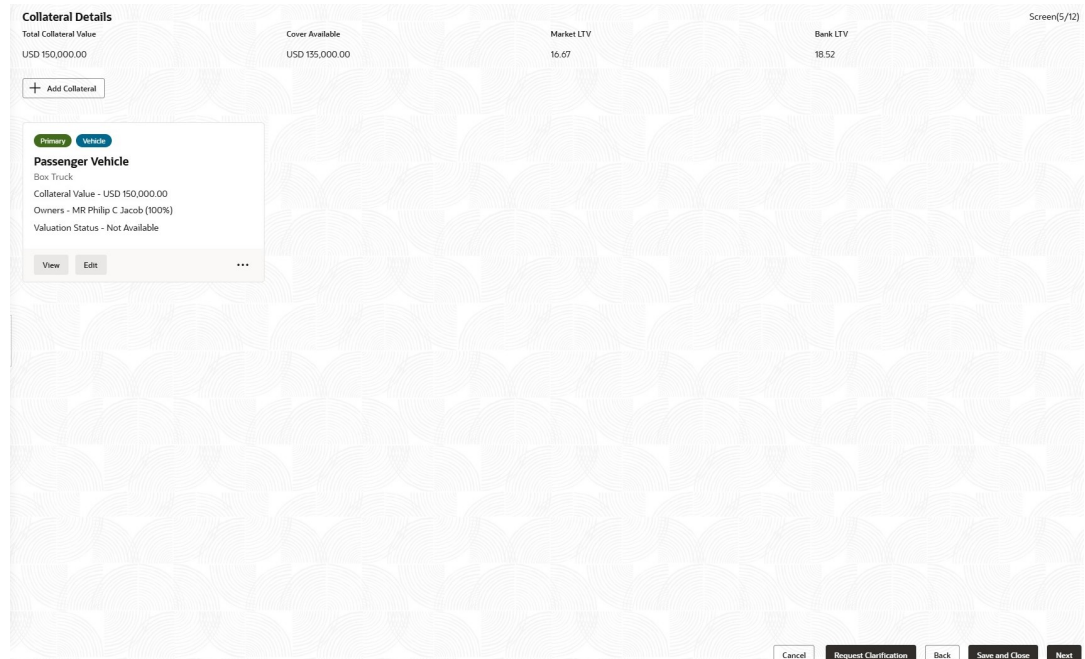 Collateral Details
Screen(5/12)
Total Collateral Value Cover Available Market LTV Bank LTV
USD 150,000.00 USD 135,000.00 16.67 18.52
+ Add Collateral
Primary Vehicle
Passenger Vehicle
Box Truck
Collateral Value - USD 150,000.00
Owners - MR Philip C Jacob (100%)
Valuation Status - Not Available
View Edit ...
Cancel Request Clarification Back Save and Close Next